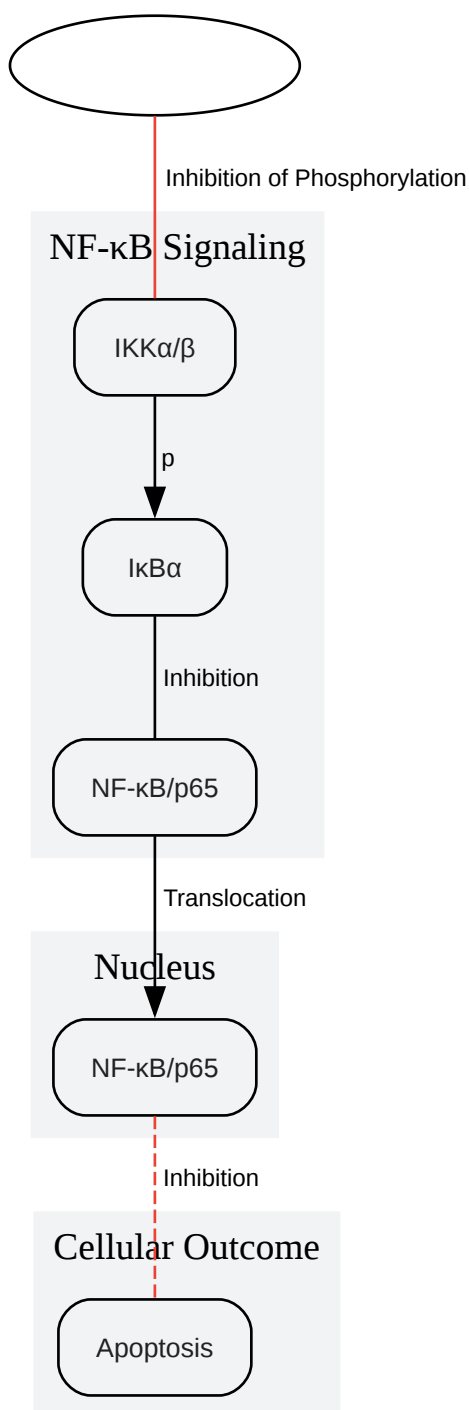 Inhibition of Phosphorylation
NF-κB Signaling
IKKα/β
p
IκBα
Inhibition
NF-κB/p65
Translocation
Nucleus
NF-κB/p65
Inhibition
Cellular Outcome
Apoptosis